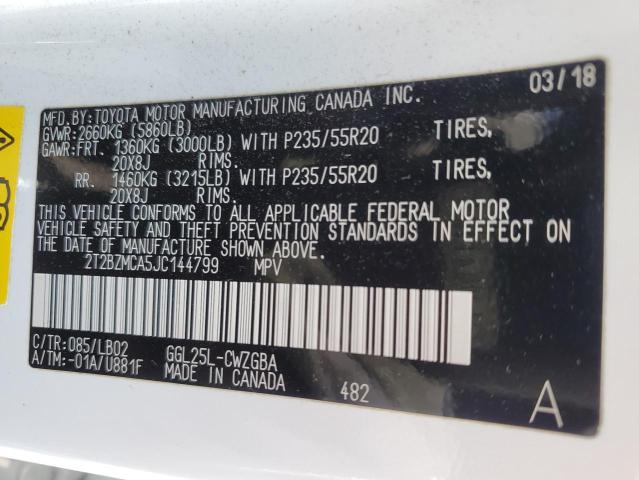 03/18
MFD.BY:TOYOTA MOTOR MANUFACTURING CANADA INC.
GVWR:2660KG (5860LB)
GAWR:FRT. 1360KG (3000LB) WITH P235/55R20 TIRES,
20X8J RIMS.
RR. 1460KG (3215LB) WITH P235/55R20 TIRES,
20X8J RIMS.
THIS VEHICLE CONFORMS TO ALL APPLICABLE FEDERAL MOTOR
VEHICLE SAFETY AND THEFT PREVENTION STANDARDS IN EFFECT ON
THE DATE OF MANUFACTURE SHOWN ABOVE.
2T2BZMCA5JC144799 MPV
C/TR:085/LB02 GGL25L-CWZGBA
A/TM:-01A/U881F MADE IN CANADA
482
A